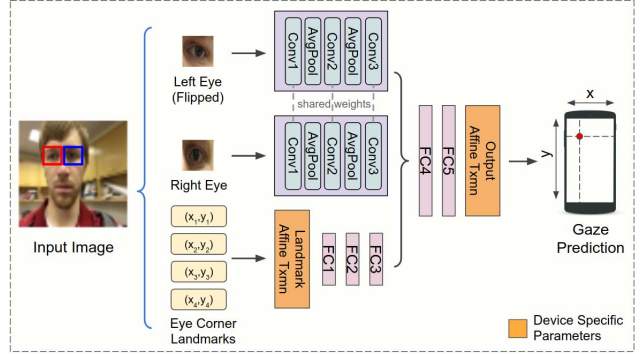 Left Eye
(Flipped)
Conv1
AvgPool
Conv2
AvgPool
Conv3
shared weights
Right Eye
Conv1
AvgPool
Conv2
AvgPool
Conv3
Input Image
(x1,y1)
(x2,y2)
(x3,y3)
(x4,y4)
Eye Corner
Landmarks
Landmark
Affine Txmn
FC1
FC2
FC3
FC4
FC5
Output
Affine Txmn
x
y
Gaze
Prediction
Device Specific
Parameters